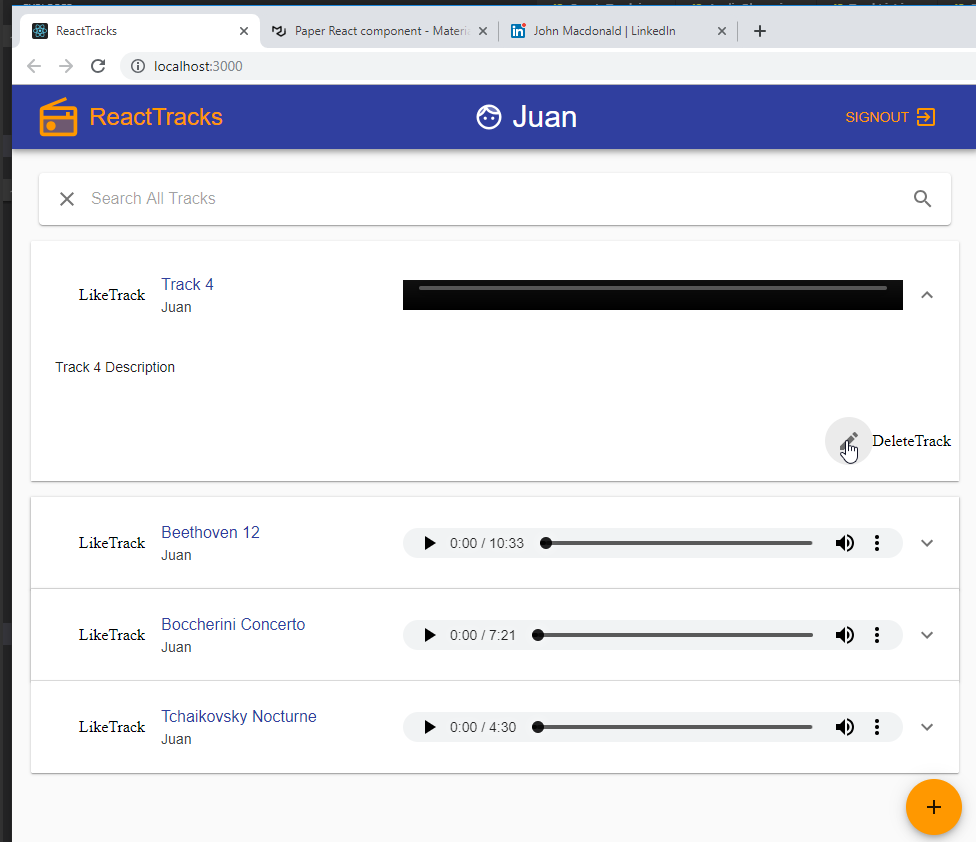 ReactTracks
Paper React component - Materi
John Macdonald | LinkedIn
localhost:3000
ReactTracks
Juan
SIGNOUT
Search All Tracks
LikeTrack
Track 4
Juan
Track 4 Description
DeleteTrack
LikeTrack
Beethoven 12
Juan
0:00 / 10:33
LikeTrack
Boccherini Concerto
Juan
0:00 / 7:21
LikeTrack
Tchaikovsky Nocturne
Juan
0:00 / 4:30